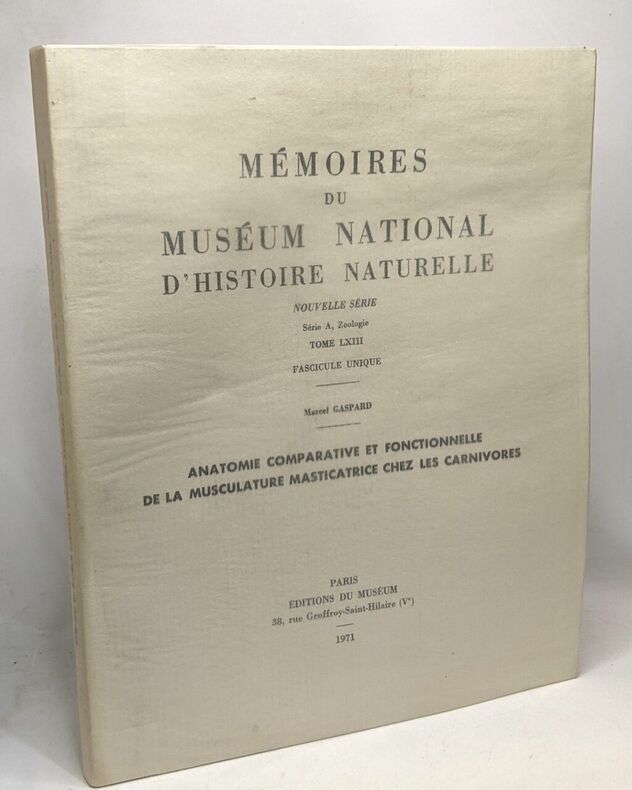 MÉMOIRES
DU
MUSÉUM NATIONAL
D'HISTOIRE NATURELLE
NOUVELLE SÉRIE
Série A, Zoologie
TOME LXIII
FASCICULE UNIQUE
Marcel GASPARD
ANATOMIE COMPARATIVE ET FONCTIONNELLE
DE LA MUSCULATURE MASTICATRICE CHEZ LES CARNIVORES
PARIS
ÉDITIONS DU MUSÉUM
38, rue Geoffroy-Saint-Hilaire (Vᵉ)
1971